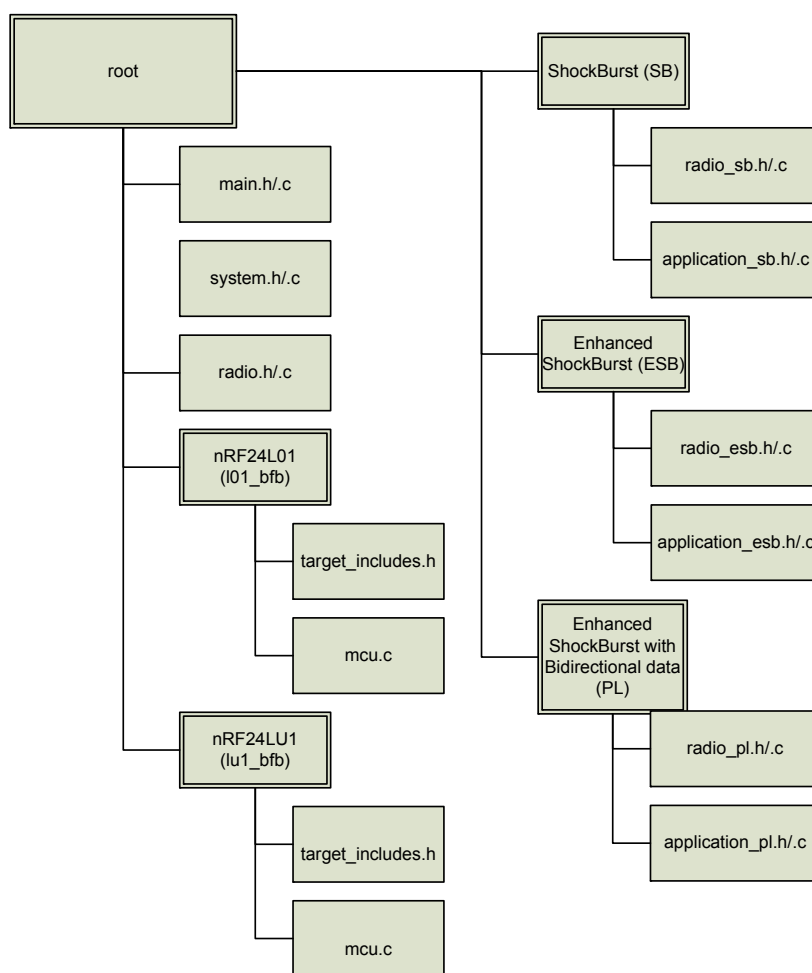 root
main.h/.c
system.h/.c
radio.h/.c
nRF24L01
(l01_bfb)
target_includes.h
mcu.c
nRF24LU1
(lu1_bfb)
target_includes.h
mcu.c
ShockBurst (SB)
radio_sb.h/.c
application_sb.h/.c
Enhanced
ShockBurst (ESB)
radio_esb.h/.c
application_esb.h/.c
Enhanced
ShockBurst with
Bidirectional data
(PL)
radio_pl.h/.c
application_pl.h/.c